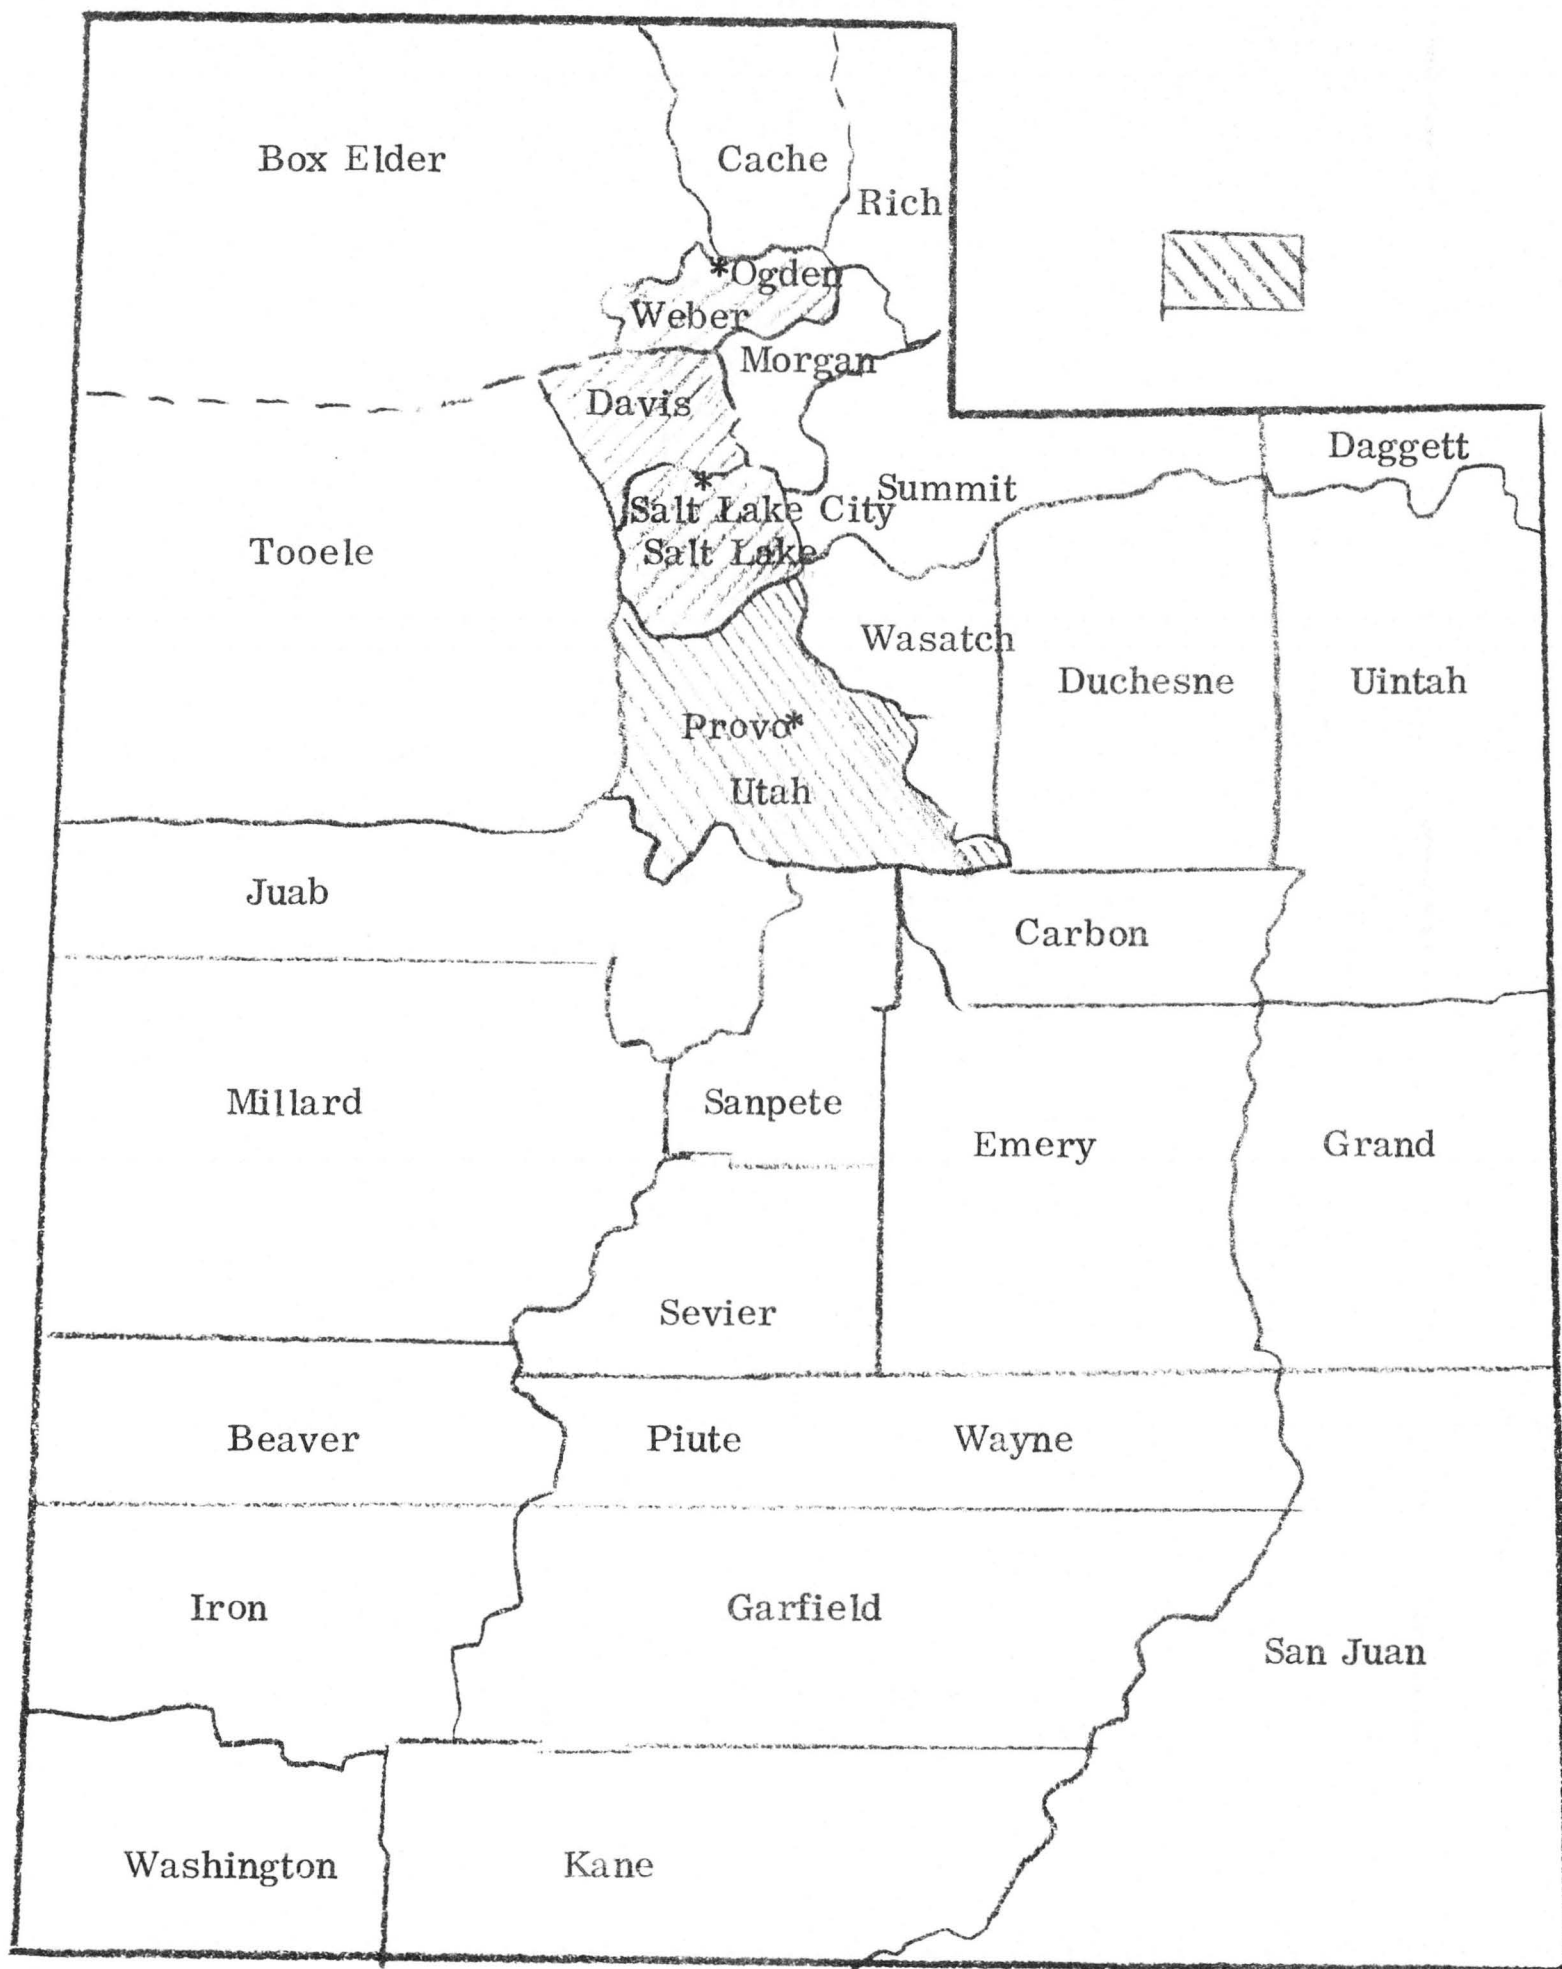 Box Elder
Cache
Rich
*Ogden
Weber
Morgan
Davis
Daggett
*
Salt Lake City
Summit
Salt Lake
Tooele
Wasatch
Duchesne
Uintah
Provo*
Utah
Juab
Carbon
Millard
Sanpete
Emery
Grand
Sevier
Beaver
Piute
Wayne
Iron
Garfield
San Juan
Washington
Kane